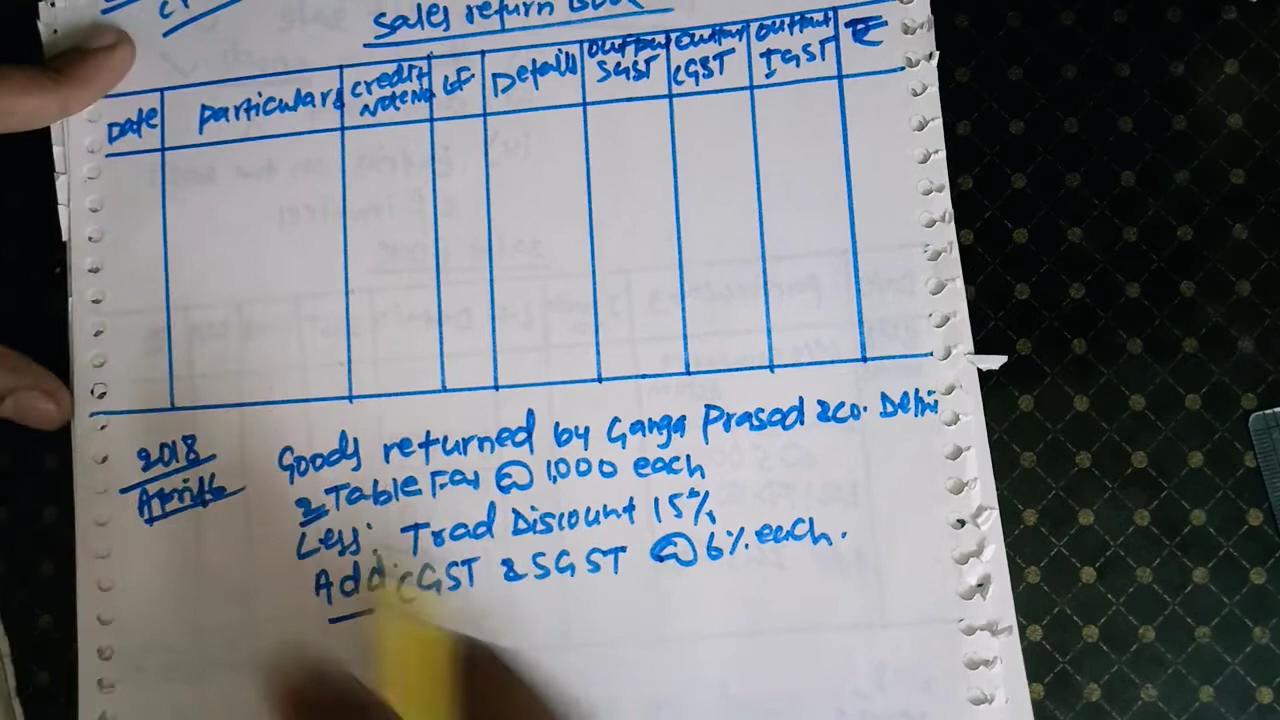 Sales return Book
Date Particulars Credit Note No LF Details Output SGST Output CGST Output IGST ₹
2018 Goods returned by Ganga Prasad & co. Delhi
April 6 2 Table Fan @ 1,000 each
Less: Trad Discount 15%
Add: CGST & SGST @ 6% each.